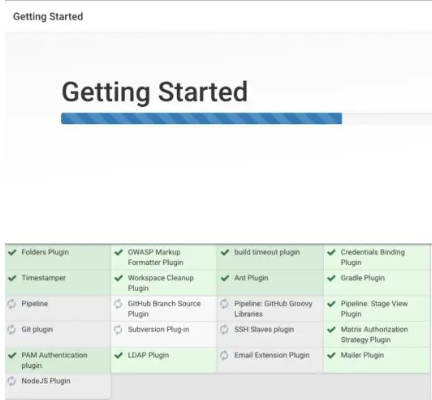 Getting Started
Getting Started
Folders Plugin
OWASP Markup
Formatter Plugin
build timeout plugin
Credentials Binding
Plugin
Timestamper
Workspace Cleanup
Plugin
Ant Plugin
Gradle Plugin
Pipeline
GitHub Branch Source
Plugin
Pipeline: GitHub Groovy
Libraries
Pipeline: Stage View
Plugin
Git plugin
Subversion Plug-in
SSH Slaves plugin
Matrix Authorization
Strategy Plugin
PAM Authentication
plugin
LDAP Plugin
Email Extension Plugin
Mailer Plugin
NodeJS Plugin